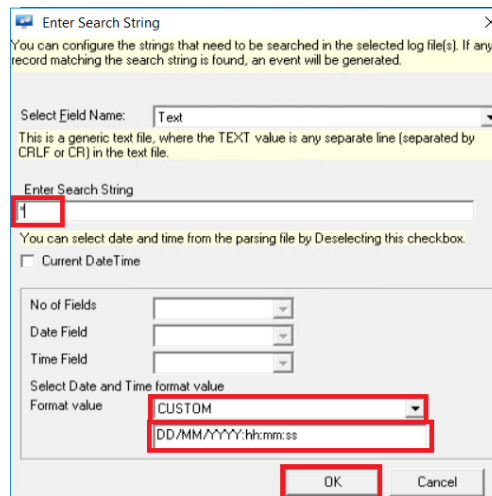 Enter Search String
You can configure the strings that need to be searched in the selected log file(s). If any
record matching the search string is found, an event will be generated.
Select Field Name: Text
This is a generic text file, where the TEXT value is any separate line (separated by
CRLF or CR) in the text file.
Enter Search String
*
You can select date and time from the parsing file by Deselecting this checkbox.
Current DateTime
No of Fields
Date Field
Time Field
Select Date and Time format value
Format value CUSTOM
DD/MM/YYYY:hh:mm:ss
OK Cancel